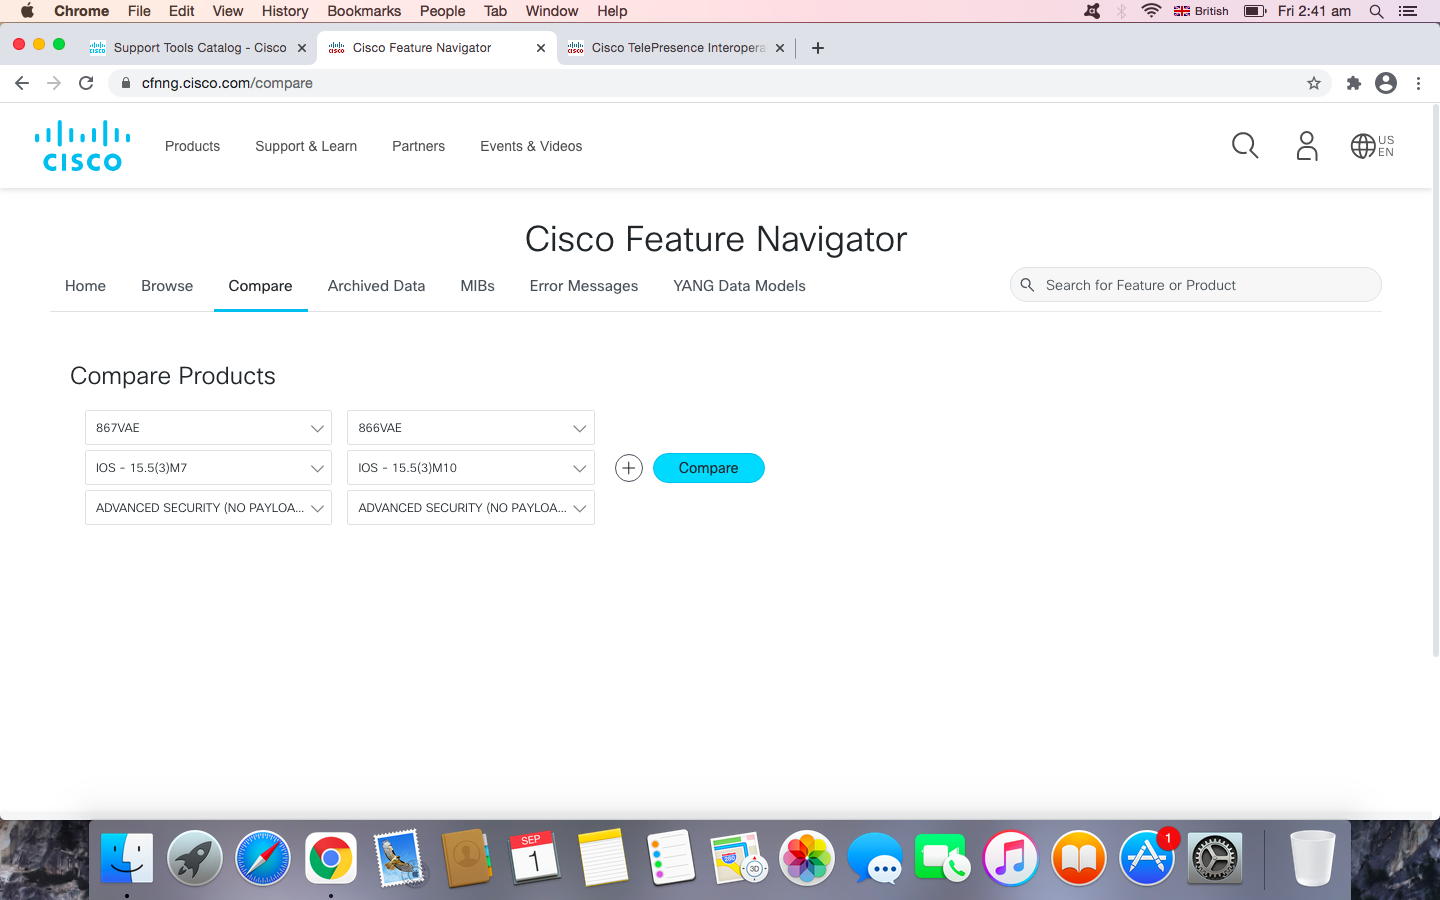 Chrome File Edit View History Bookmarks People Tab Window Help British Fri 2:41 am
Support Tools Catalog - Cisco Cisco Feature Navigator Cisco TelePresence Interopera
cfnng.cisco.com/compare
CISCO Products Support & Learn Partners Events & Videos US EN
Cisco Feature Navigator
Home Browse Compare Archived Data MIBs Error Messages YANG Data Models Search for Feature or Product
Compare Products
867VAE 866VAE
IOS - 15.5(3)M7 IOS - 15.5(3)M10 Compare
ADVANCED SECURITY (NO PAYLOA... ADVANCED SECURITY (NO PAYLOA...
SEP
1
280
3D
1